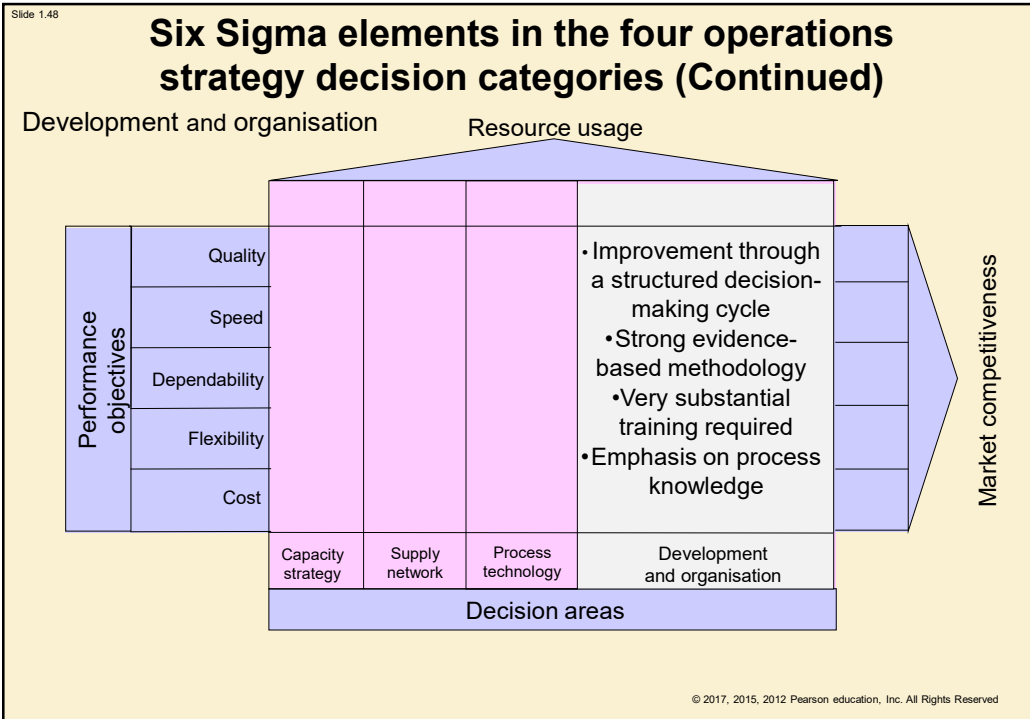 Slide 1.48
Six Sigma elements in the four operations
strategy decision categories (Continued)
Development and organisation
Resource usage
Performance
objectives
Quality
Speed
Dependability
Flexibility
Cost
• Improvement through
a structured decision-
making cycle
•Strong evidence-
based methodology
•Very substantial
training required
•Emphasis on process
knowledge
Market competitiveness
Capacity
strategy
Supply
network
Process
technology
Development
and organisation
Decision areas
© 2017, 2015, 2012 Pearson education, Inc. All Rights Reserved